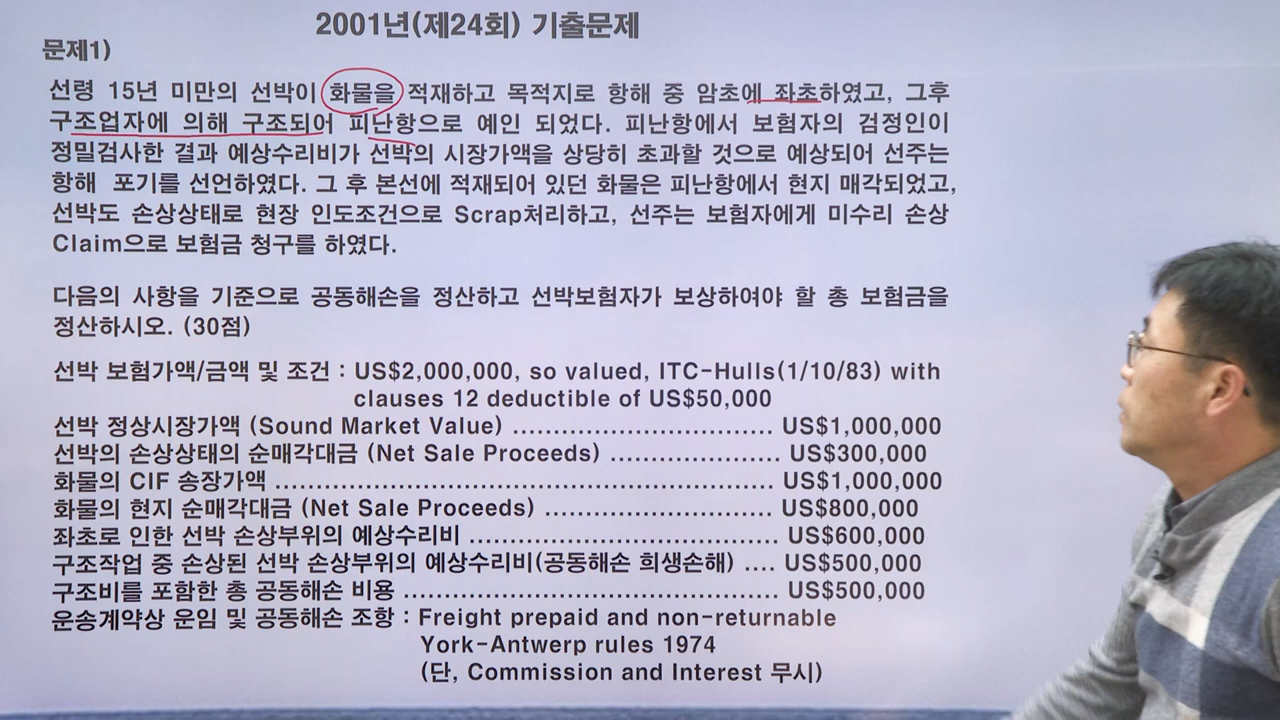 2001년(제24회) 기출문제
문제1)
선령 15년 미만의 선박이 화물을 적재하고 목적지로 항해 중 암초에 좌초하였고, 그후
구조업자에 의해 구조되어 피난항으로 예인 되었다. 피난항에서 보험자의 검정인이
정밀검사한 결과 예상수리비가 선박의 시장가액을 상당히 초과할 것으로 예상되어 선주는
항해 포기를 선언하였다. 그 후 본선에 적재되어 있던 화물은 피난항에서 현지 매각되었고,
선박도 손상상태로 현장 인도조건으로 Scrap처리하고, 선주는 보험자에게 미수리 손상
Claim으로 보험금 청구를 하였다.
다음의 사항을 기준으로 공동해손을 정산하고 선박보험자가 보상하여야 할 총 보험금을
정산하시오. (30점)
선박 보험가액/금액 및 조건 : US$2,000,000, so valued, ITC-Hulls(1/10/83) with
clauses 12 deductible of US$50,000
선박 정상시장가액 (Sound Market Value) ................................. US$1,000,000
선박의 손상상태의 순매각대금 (Net Sale Proceeds) ..................... US$300,000
화물의 CIF 송장가액 ............................................................... US$1,000,000
화물의 현지 순매각대금 (Net Sale Proceeds) ............................. US$800,000
좌초로 인한 선박 손상부위의 예상수리비 ....................................... US$600,000
구조작업 중 손상된 선박 손상부위의 예상수리비(공동해손 희생손해) .... US$500,000
구조비를 포함한 총 공동해손 비용 ............................................... US$500,000
운송계약상 운임 및 공동해손 조항 : Freight prepaid and non-returnable
York-Antwerp rules 1974
(단, Commission and Interest 무시)